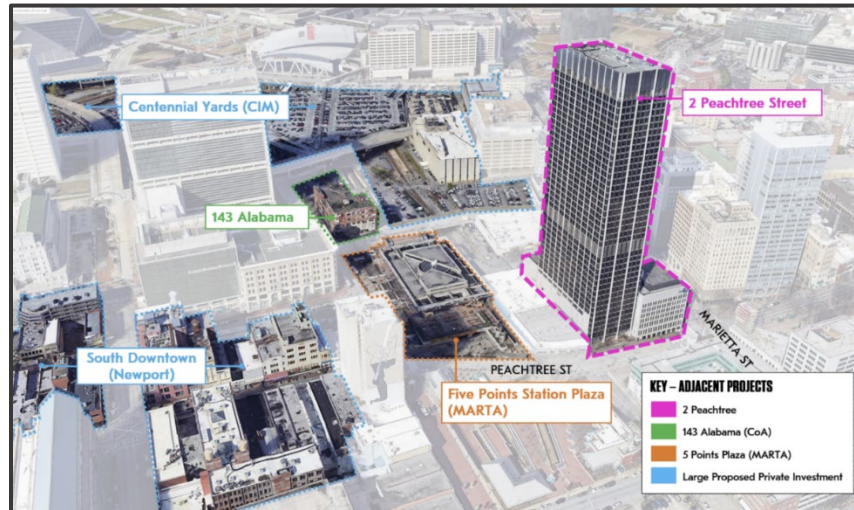 Centennial Yards (CIM)
2 Peachtree Street
143 Alabama
South Downtown
(Newport)
PEACHTREE ST
MARIETTA ST
Five Points Station Plaza
(MARTA)
KEY – ADJACENT PROJECTS
2 Peachtree
143 Alabama (CoA)
5 Points Plaza (MARTA)
Large Proposed Private Investment